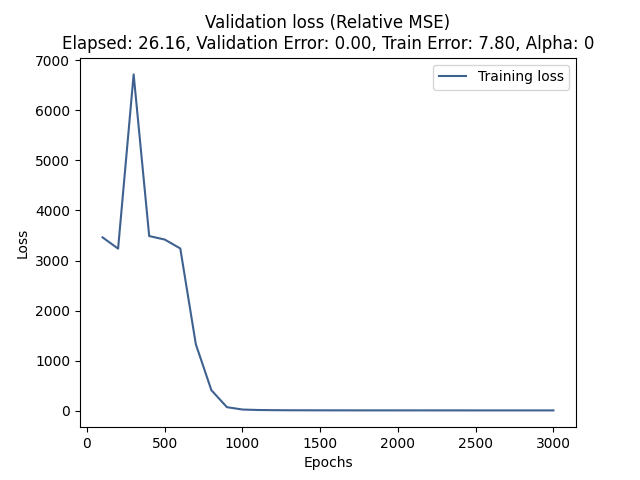 Validation loss (Relative MSE)
Elapsed: 26.16, Validation Error: 0.00, Train Error: 7.80, Alpha: 0
Training loss
7000
6000
5000
4000
3000
2000
1000
0
Loss
0 500 1000 1500 2000 2500 3000
Epochs